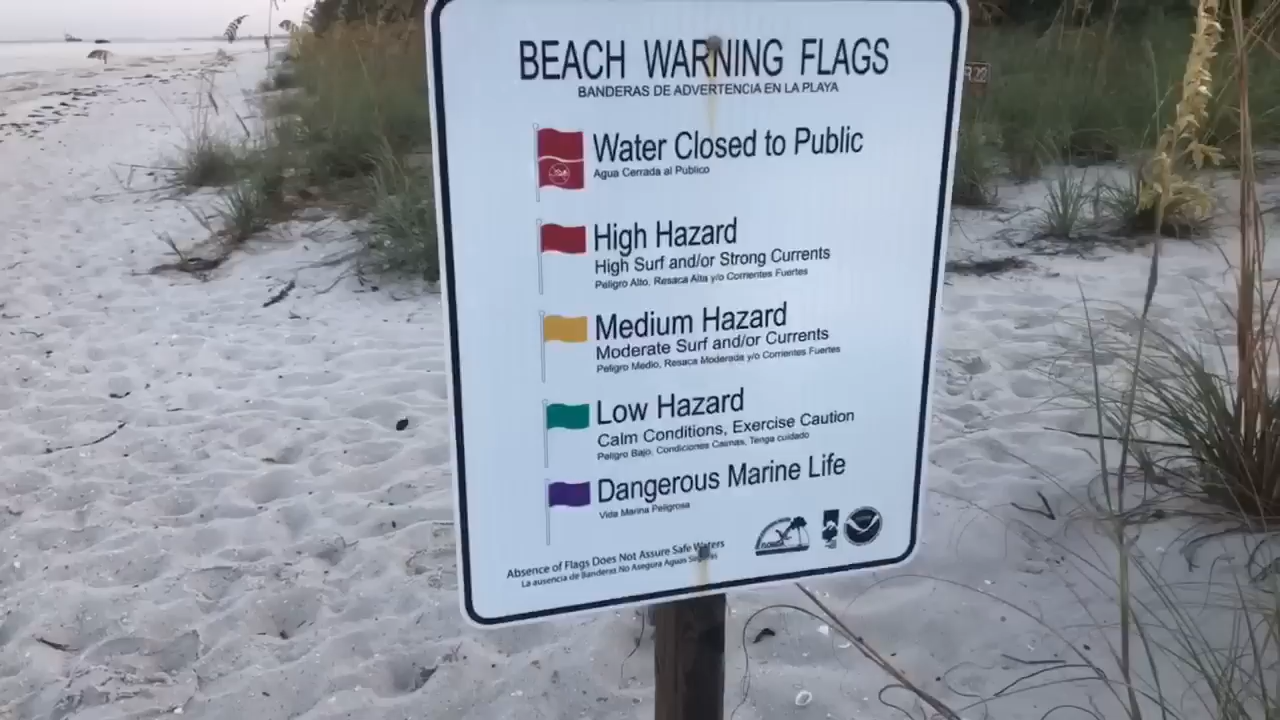 BEACH WARNING FLAGS
BANDERAS DE ADVERTENCIA EN LA PLAYA
Water Closed to Public
Agua Cerrada al Publico
High Hazard
High Surf and/or Strong Currents
Peligro Alto, Resaca Alta y/o Corrientes Fuertes
Medium Hazard
Moderate Surf and/or Currents
Peligro Medio, Resaca Moderada y/o Corrientes Fuertes
Low Hazard
Calm Conditions, Exercise Caution
Peligro Bajo, Condiciones Calmas, Tenga cuidado
Dangerous Marine Life
Vida Marina Peligrosa
Absence of Flags Does Not Assure Safe Waters
La ausencia de Banderas No Asegura Aguas Seguras
R 22